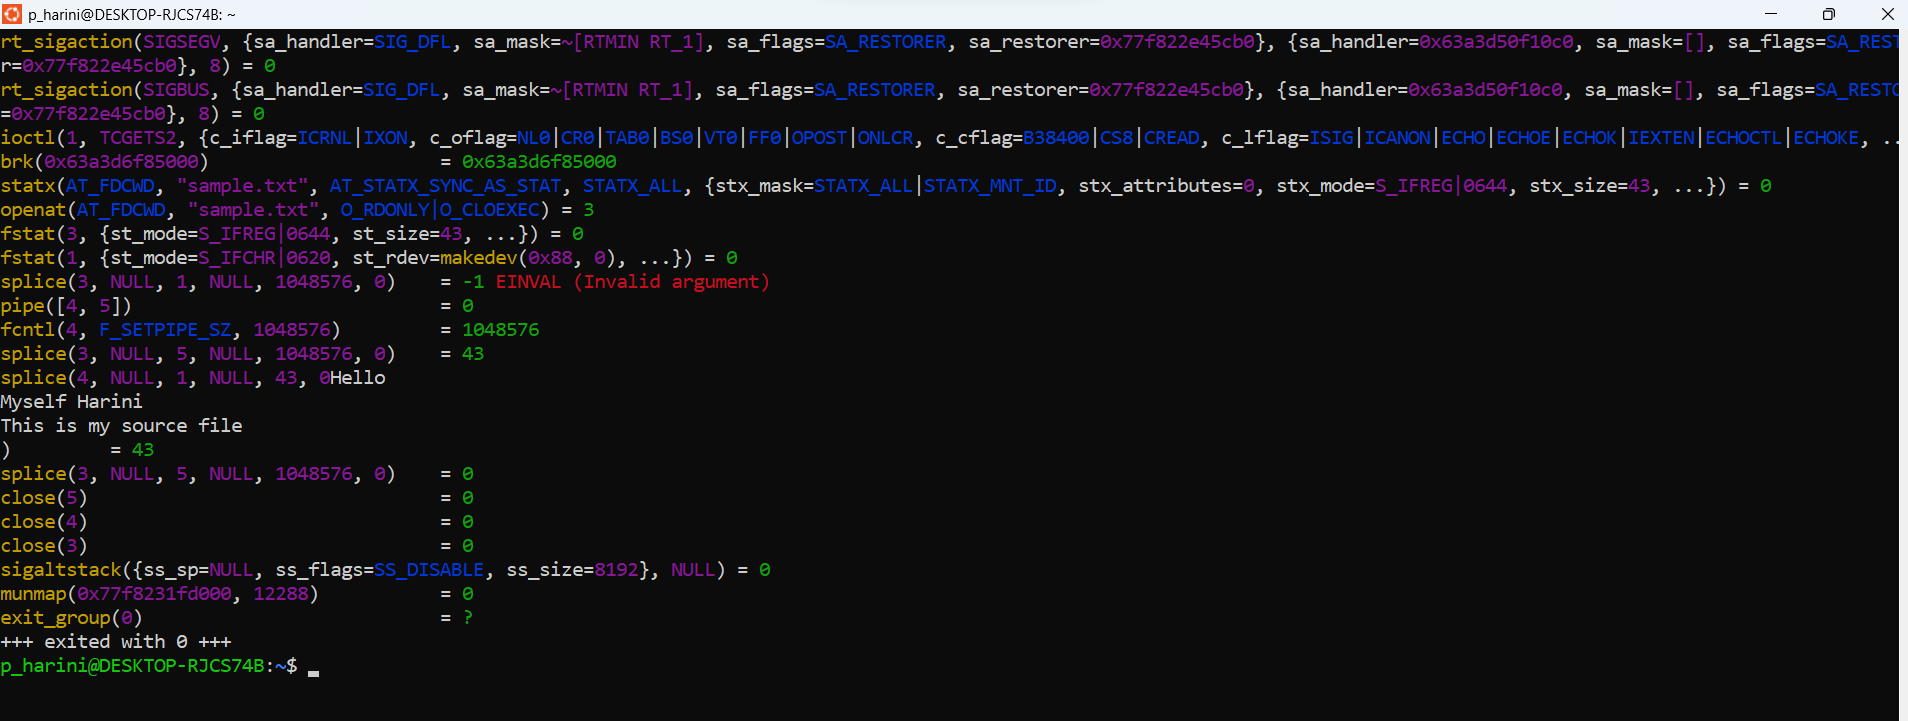 p_harini@DESKTOP-RJCS74B: ~
rt_sigaction(SIGSEGV, {sa_handler=SIG_DFL, sa_mask=~[RTMIN RT_1], sa_flags=SA_RESTORER, sa_restorer=0x77f822e45cb0}, {sa_handler=0x63a3d50f10c0, sa_mask=[], sa_flags=SA_REST
r=0x77f822e45cb0}, 8) = 0
rt_sigaction(SIGBUS, {sa_handler=SIG_DFL, sa_mask=~[RTMIN RT_1], sa_flags=SA_RESTORER, sa_restorer=0x77f822e45cb0}, {sa_handler=0x63a3d50f10c0, sa_mask=[], sa_flags=SA_RESTO
=0x77f822e45cb0}, 8) = 0
ioctl(1, TCGETS2, {c_iflag=ICRNL|IXON, c_oflag=NL0|CR0|TAB0|BS0|VT0|FF0|OPOST|ONLCR, c_cflag=B38400|CS8|CREAD, c_lflag=ISIG|ICANON|ECHO|ECHOE|ECHOK|IEXTEN|ECHOCTL|ECHOKE, ..
brk(0x63a3d6f85000) = 0x63a3d6f85000
statx(AT_FDCWD, "sample.txt", AT_STATX_SYNC_AS_STAT, STATX_ALL, {stx_mask=STATX_ALL|STATX_MNT_ID, stx_attributes=0, stx_mode=S_IFREG|0644, stx_size=43, ...}) = 0
openat(AT_FDCWD, "sample.txt", O_RDONLY|O_CLOEXEC) = 3
fstat(3, {st_mode=S_IFREG|0644, st_size=43, ...}) = 0
fstat(1, {st_mode=S_IFCHR|0620, st_rdev=makedev(0x88, 0), ...}) = 0
splice(3, NULL, 1, NULL, 1048576, 0) = -1 EINVAL (Invalid argument)
pipe([4, 5]) = 0
fcntl(4, F_SETPIPE_SZ, 1048576) = 1048576
splice(3, NULL, 5, NULL, 1048576, 0) = 43
splice(4, NULL, 1, NULL, 43, 0Hello
Myself Harini
This is my source file
) = 43
splice(3, NULL, 5, NULL, 1048576, 0) = 0
close(5) = 0
close(4) = 0
close(3) = 0
sigaltstack({ss_sp=NULL, ss_flags=SS_DISABLE, ss_size=8192}, NULL) = 0
munmap(0x77f8231fd000, 12288) = 0
exit_group(0) = ?
+++ exited with 0 +++
p_harini@DESKTOP-RJCS74B:~$